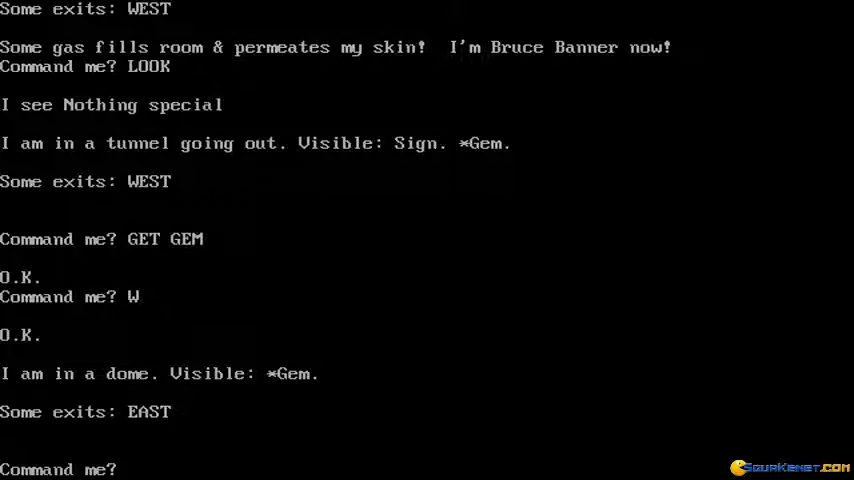 Some exits: WEST
Some gas fills room & permeates my skin!  I'm Bruce Banner now!
Command me? LOOK
I see Nothing special
I am in a tunnel going out. Visible: Sign. *Gem.
Some exits: WEST
Command me? GET GEM
O.K.
Command me? W
O.K.
I am in a dome. Visible: *Gem.
Some exits: EAST
Command me?
SquaKenet.com